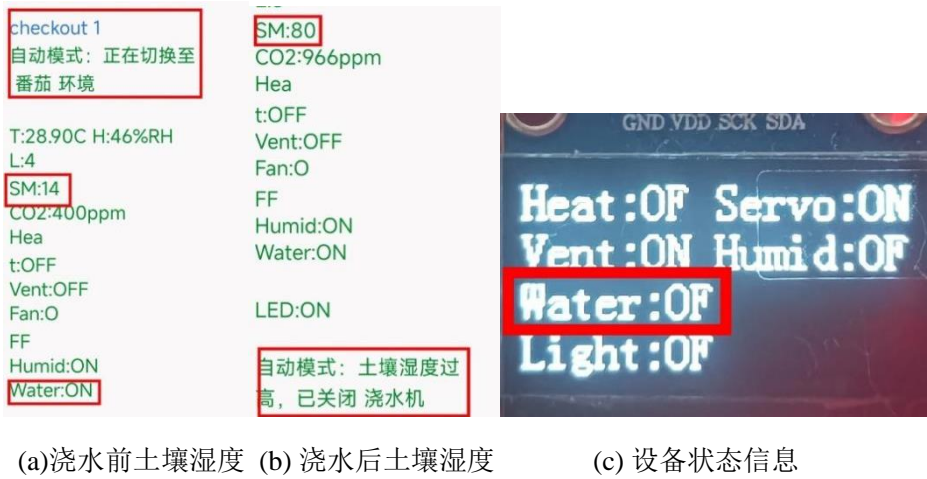 checkout 1
自动模式：正在切换至
番茄 环境
T:28.90C H:46%RH
L:4
SM:14
CO2:400ppm
Hea
t:OFF
Vent:OFF
Fan:O
FF
Humid:ON
Water:ON
SM:80
CO2:966ppm
Hea
t:OFF
Vent:OFF
Fan:O
FF
Humid:ON
Water:ON
LED:ON
自动模式：土壤湿度过
高，已关闭 浇水机
GND VDD SCK SDA
Heat:OF Servo:ON
Vent:ON Humid:OF
Water:OF
Light:OF
(a)浇水前土壤湿度 (b) 浇水后土壤湿度 (c) 设备状态信息